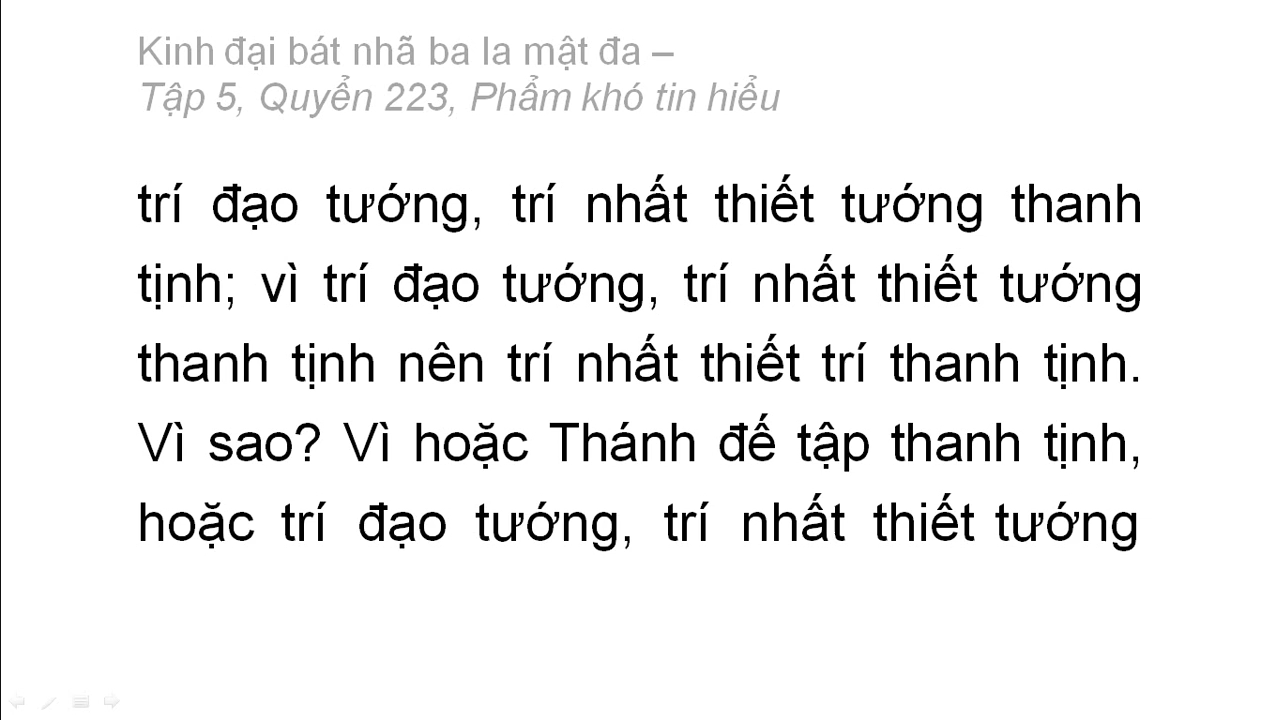 Kinh đại bát nhã ba la mật đa –
Tập 5, Quyển 223, Phẩm khó tin hiểu
trí đạo tướng, trí nhất thiết tướng thanh
tịnh; vì trí đạo tướng, trí nhất thiết tướng
thanh tịnh nên trí nhất thiết trí thanh tịnh.
Vì sao? Vì hoặc Thánh đế tập thanh tịnh,
hoặc trí đạo tướng, trí nhất thiết tướng